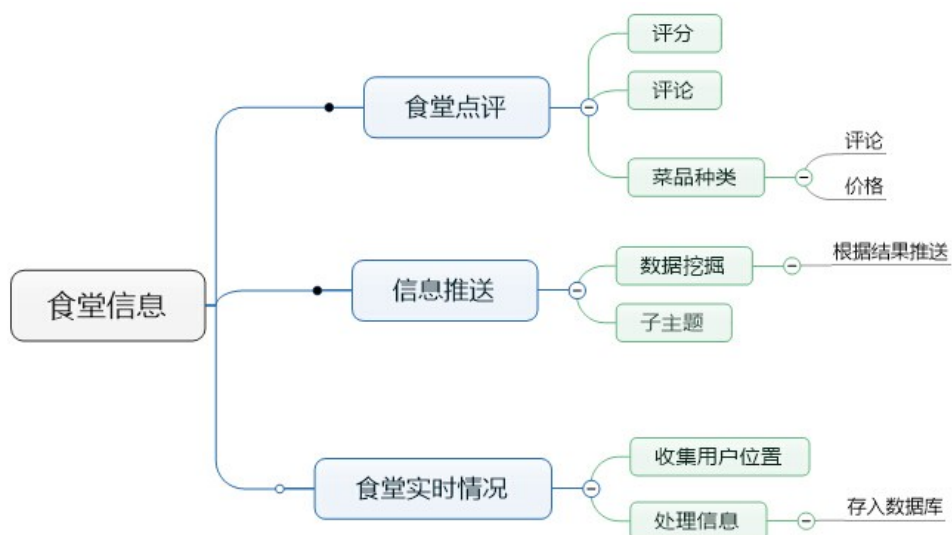 食堂信息
食堂点评
评分
评论
菜品种类
评论
价格
信息推送
数据挖掘
根据结果推送
子主题
食堂实时情况
收集用户位置
处理信息
存入数据库